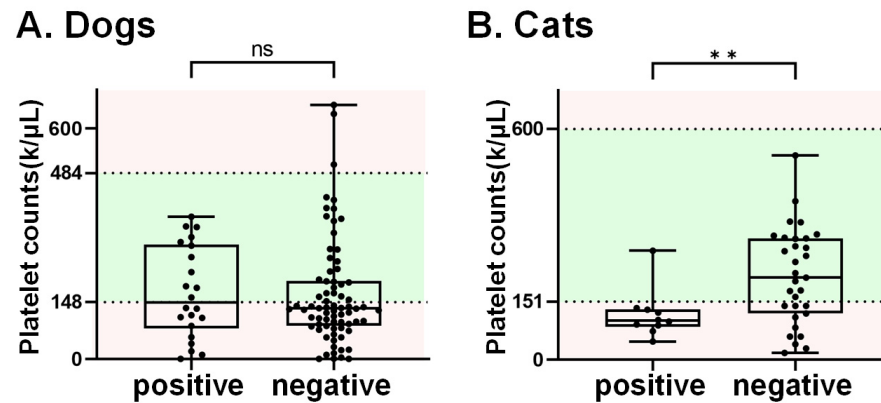 A. Dogs
ns
Platelet counts(k/μL)
600
484
148
0
positive
negative
B. Cats
**
Platelet counts(k/μL)
600
151
0
positive
negative